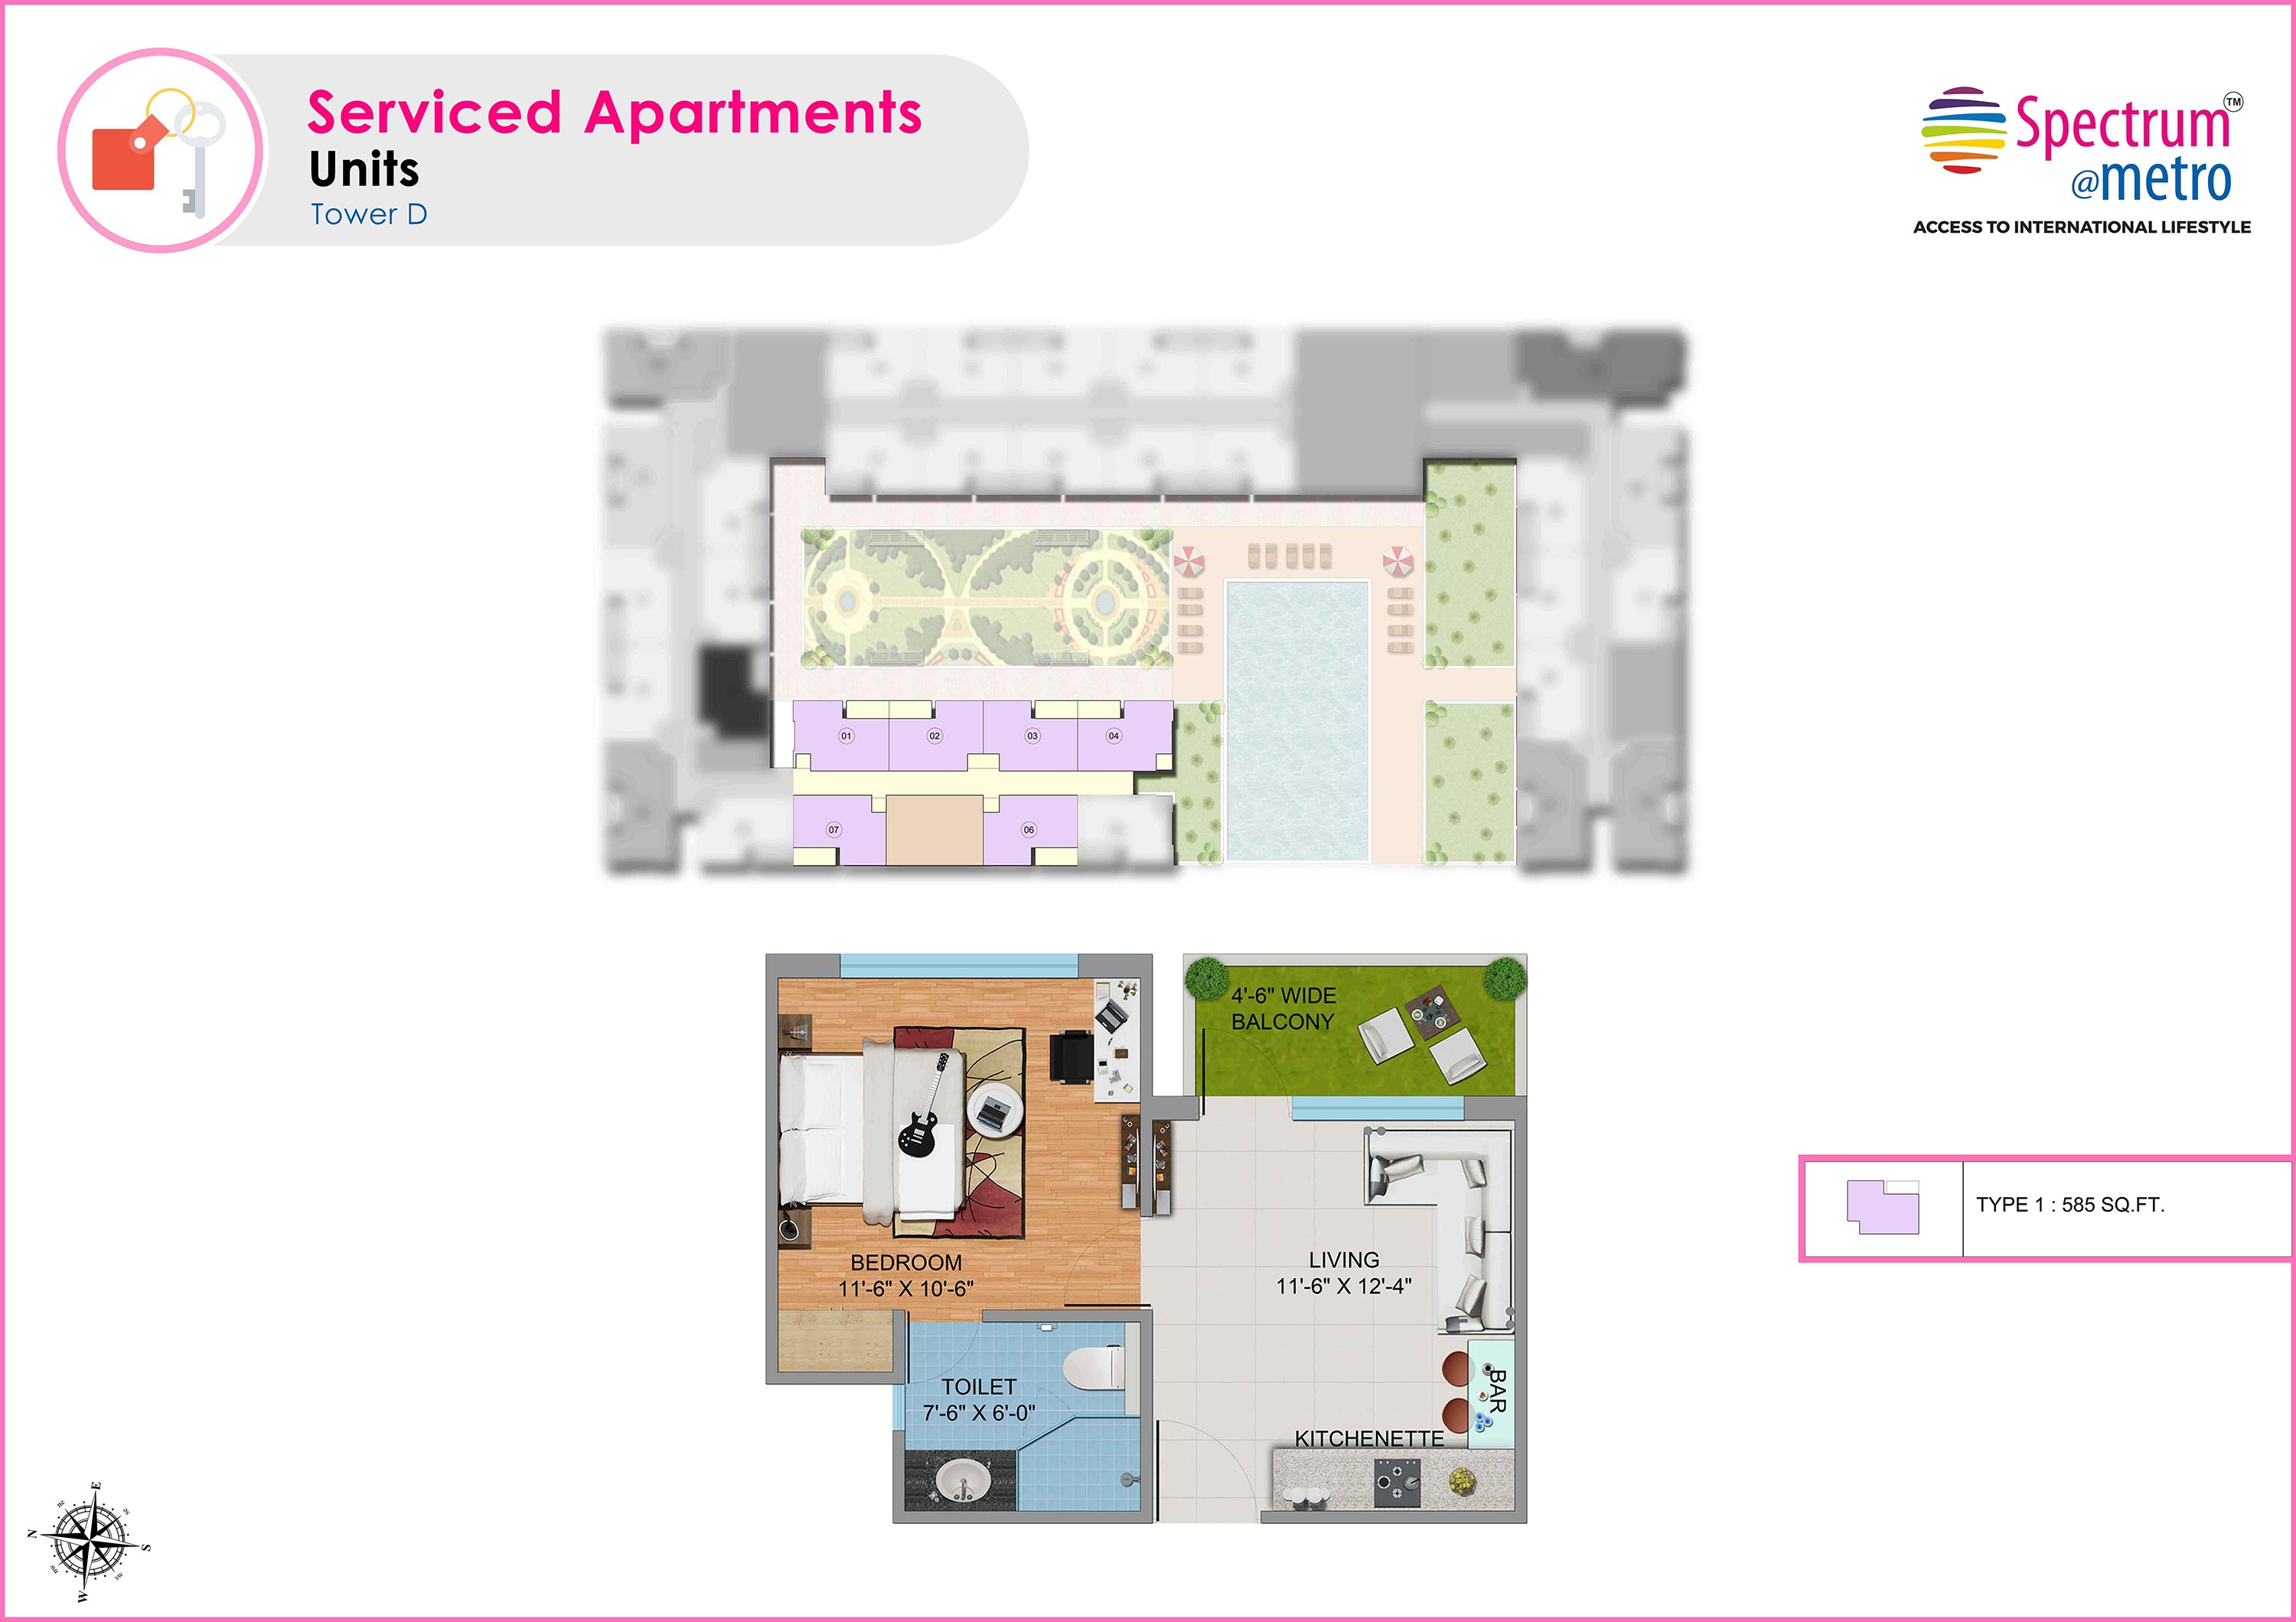 Serviced Apartments
Units
Tower D
Spectrum TM
@metro
ACCESS TO INTERNATIONAL LIFESTYLE
01
02
03
04
07
06
4'-6" WIDE
BALCONY
BEDROOM
11'-6" X 10'-6"
LIVING
11'-6" X 12'-4"
TOILET
7'-6" X 6'-0"
BAR
KITCHENETTE
TYPE 1 : 585 SQ.FT.
E
N
S
W